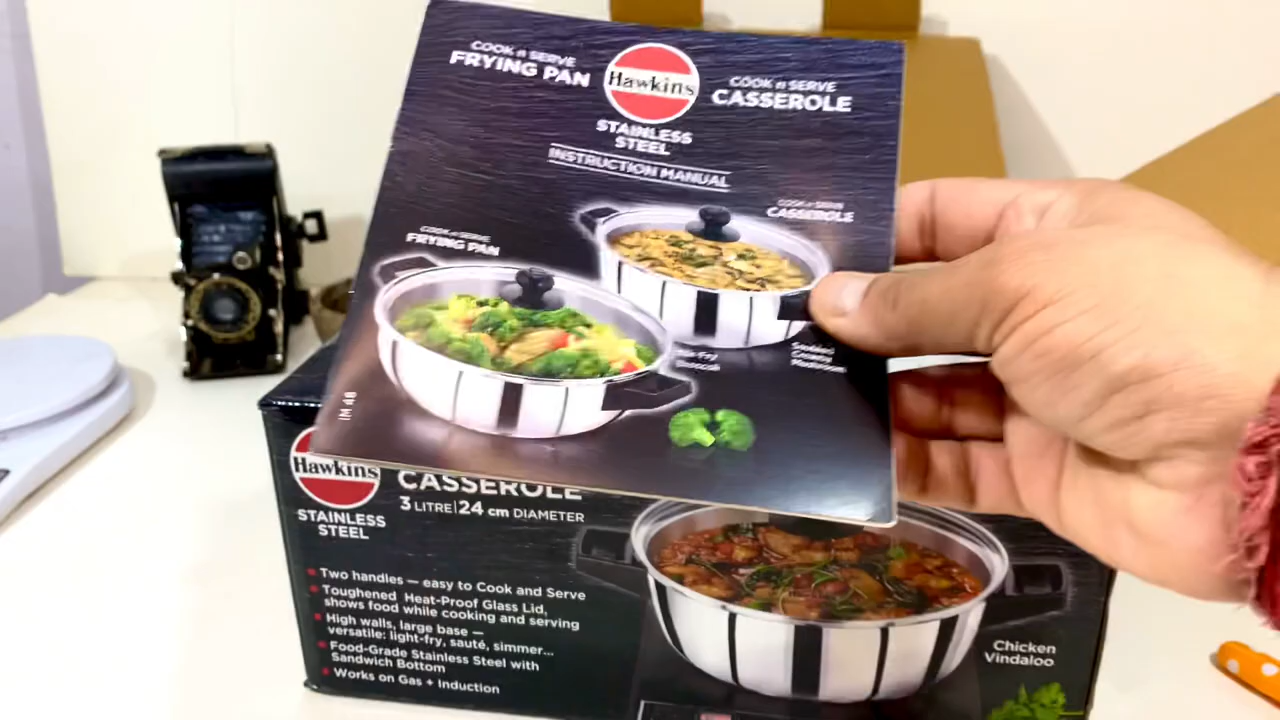 COOK n SERVE
FRYING PAN
Hawkins
COOK n SERVE
CASSEROLE
STAINLESS
STEEL
INSTRUCTION MANUAL
COOK n SERVE
CASSEROLE
COOK n SERVE
FRYING PAN
IM 48
Hawkins
STAINLESS
STEEL
CASSEROLE
3 LITRE|24 cm DIAMETER
Two handles — easy to Cook and Serve
Toughened Heat-Proof Glass Lid,
shows food while cooking and serving
High walls, large base —
versatile: light-fry, sauté, simmer...
Food-Grade Stainless Steel with
Sandwich Bottom
Works on Gas + Induction
Chicken
Vindaloo